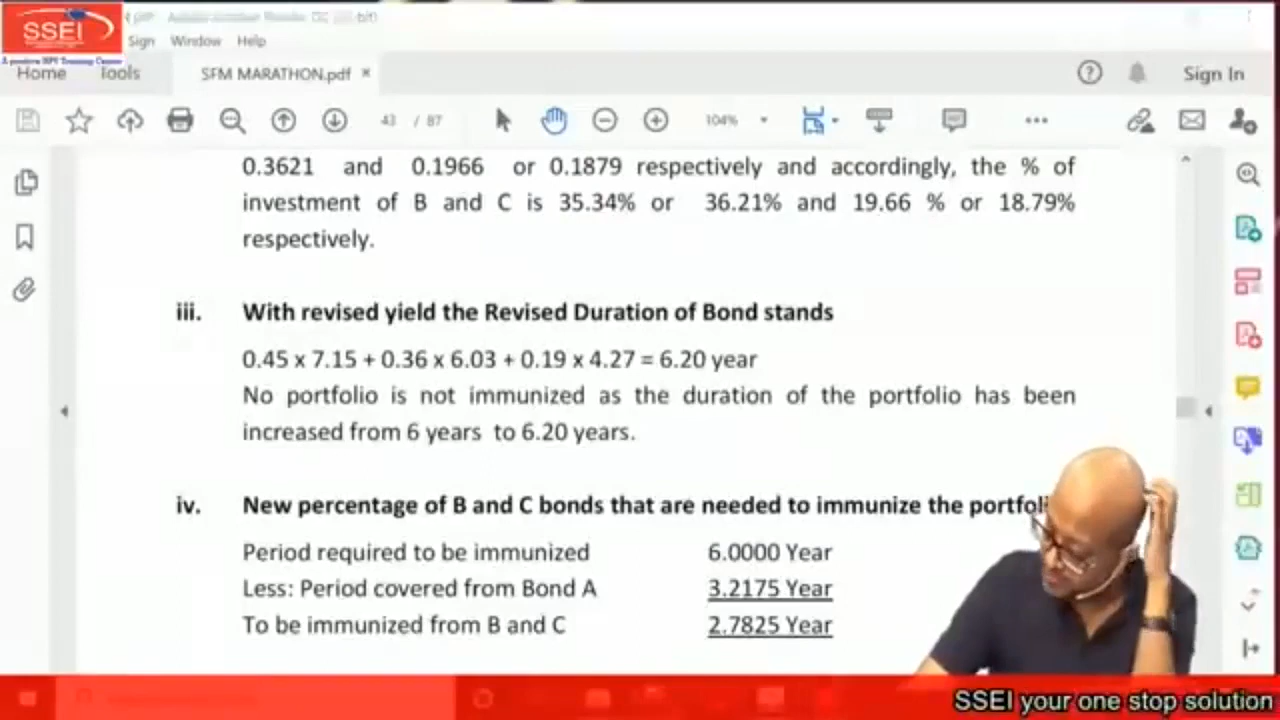 SSEI
Sign Window Help
Home Tools SFM MARATHON.pdf × Sign In
43 / 87 104%
0.3621 and 0.1966 or 0.1879 respectively and accordingly, the % of
investment of B and C is 35.34% or 36.21% and 19.66 % or 18.79%
respectively.
iii. With revised yield the Revised Duration of Bond stands
0.45 x 7.15 + 0.36 x 6.03 + 0.19 x 4.27 = 6.20 year
No portfolio is not immunized as the duration of the portfolio has been
increased from 6 years to 6.20 years.
iv. New percentage of B and C bonds that are needed to immunize the
Period required to be immunized 6.0000 Year
Less: Period covered from Bond A 3.2175 Year
To be immunized from B and C 2.7825 Year
SSEI your one stop solution